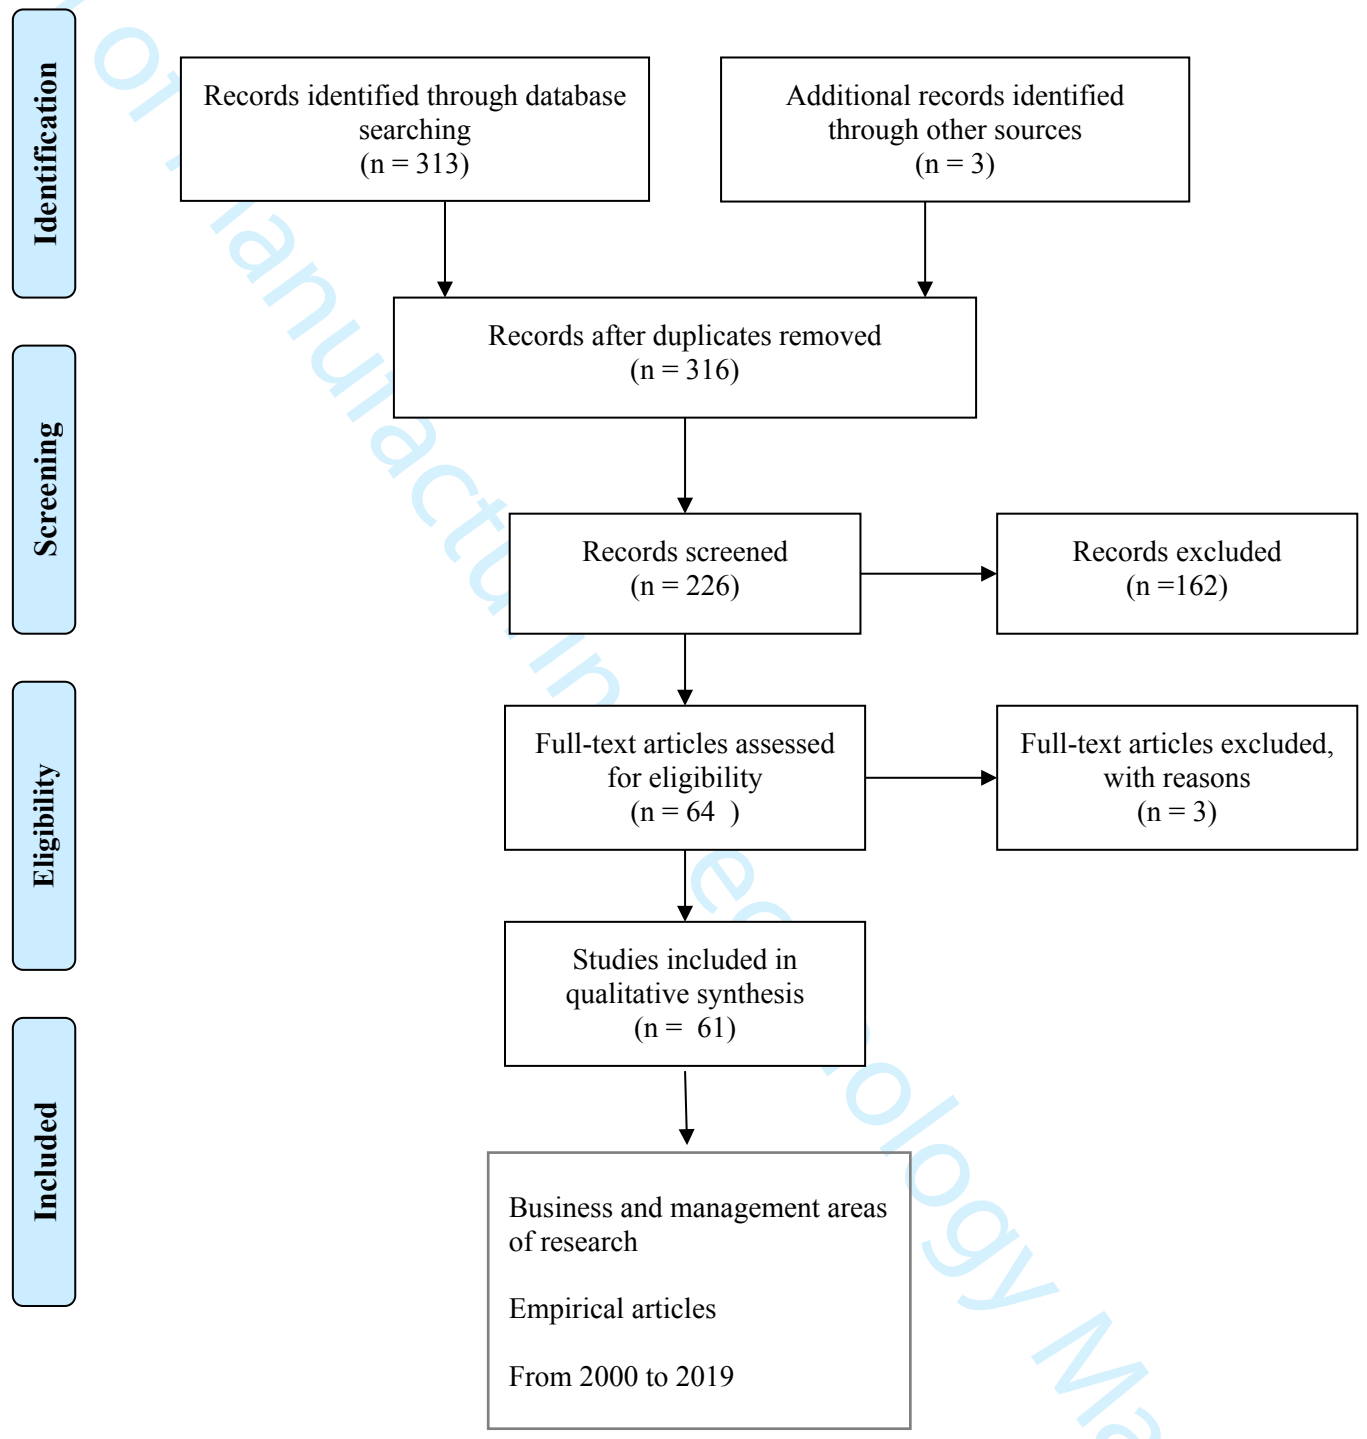 Identification
Records identified through database
searching
(n = 313)
Additional records identified
through other sources
(n = 3)
Records after duplicates removed
(n = 316)
Screening
Records screened
(n = 226)
Records excluded
(n =162)
Eligibility
Full-text articles assessed
for eligibility
(n = 64  )
Full-text articles excluded,
with reasons
(n = 3)
Studies included in
qualitative synthesis
(n =  61)
Included
Business and management areas
of research
Empirical articles
From 2000 to 2019
of